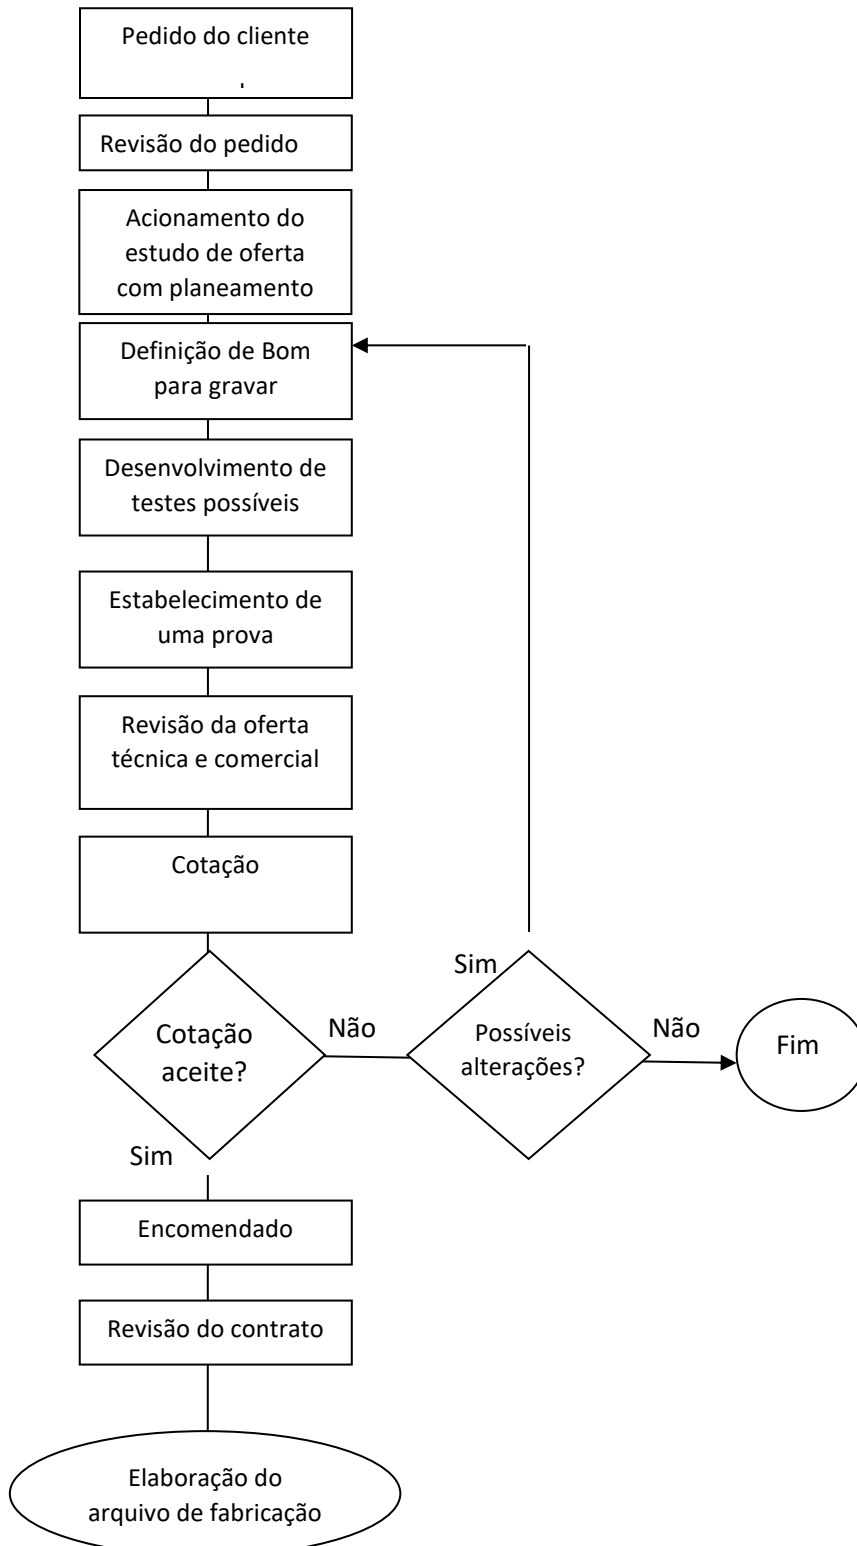 Pedido do cliente
Revisão do pedido
Acionamento do
estudo de oferta
com planeamento
Definição de Bom
para gravar
Desenvolvimento de
testes possíveis
Estabelecimento de
uma prova
Revisão da oferta
técnica e comercial
Cotação
Cotação
aceite?
Não
Sim
Possíveis
alterações?
Sim
Não
Fim
Encomendado
Revisão do contrato
Elaboração do
arquivo de fabricação